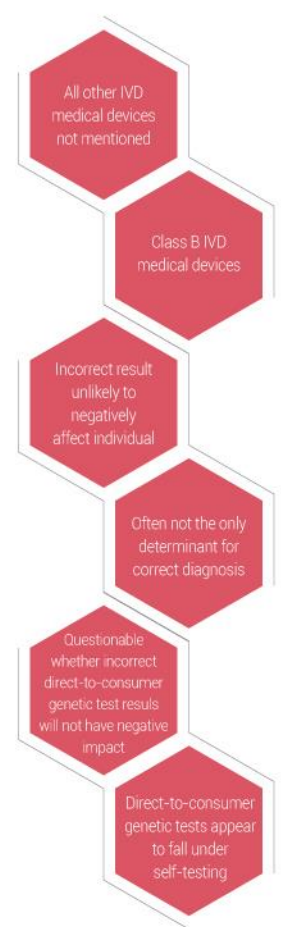 All other IVD
medical devices
not mentioned
Class B IVD
medical devices
Incorrect result
unlikely to
negatively
affect individual
Often not the only
determinant for
correct diagnosis
Questionable
whether incorrect
direct-to-consumer
genetic test resuls
will not have negative
impact
Direct-to-consumer
genetic tests appear
to fall under
self-testing